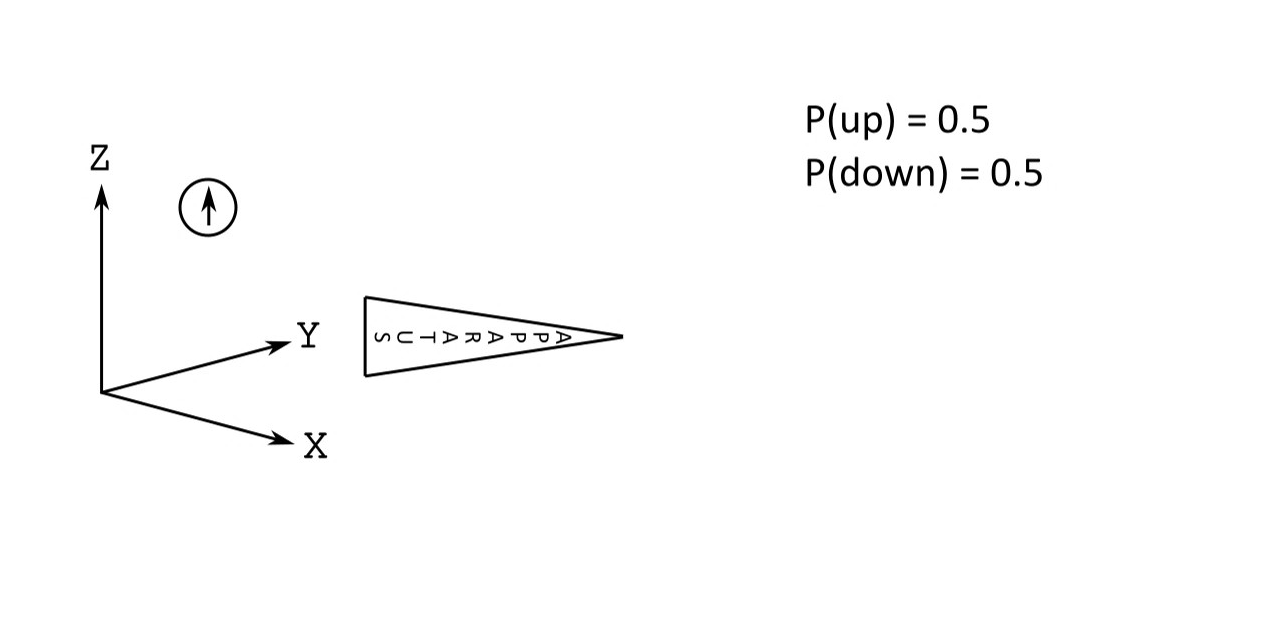 P(up) = 0.5
P(down) = 0.5
Z
Y
APPARATUS
X